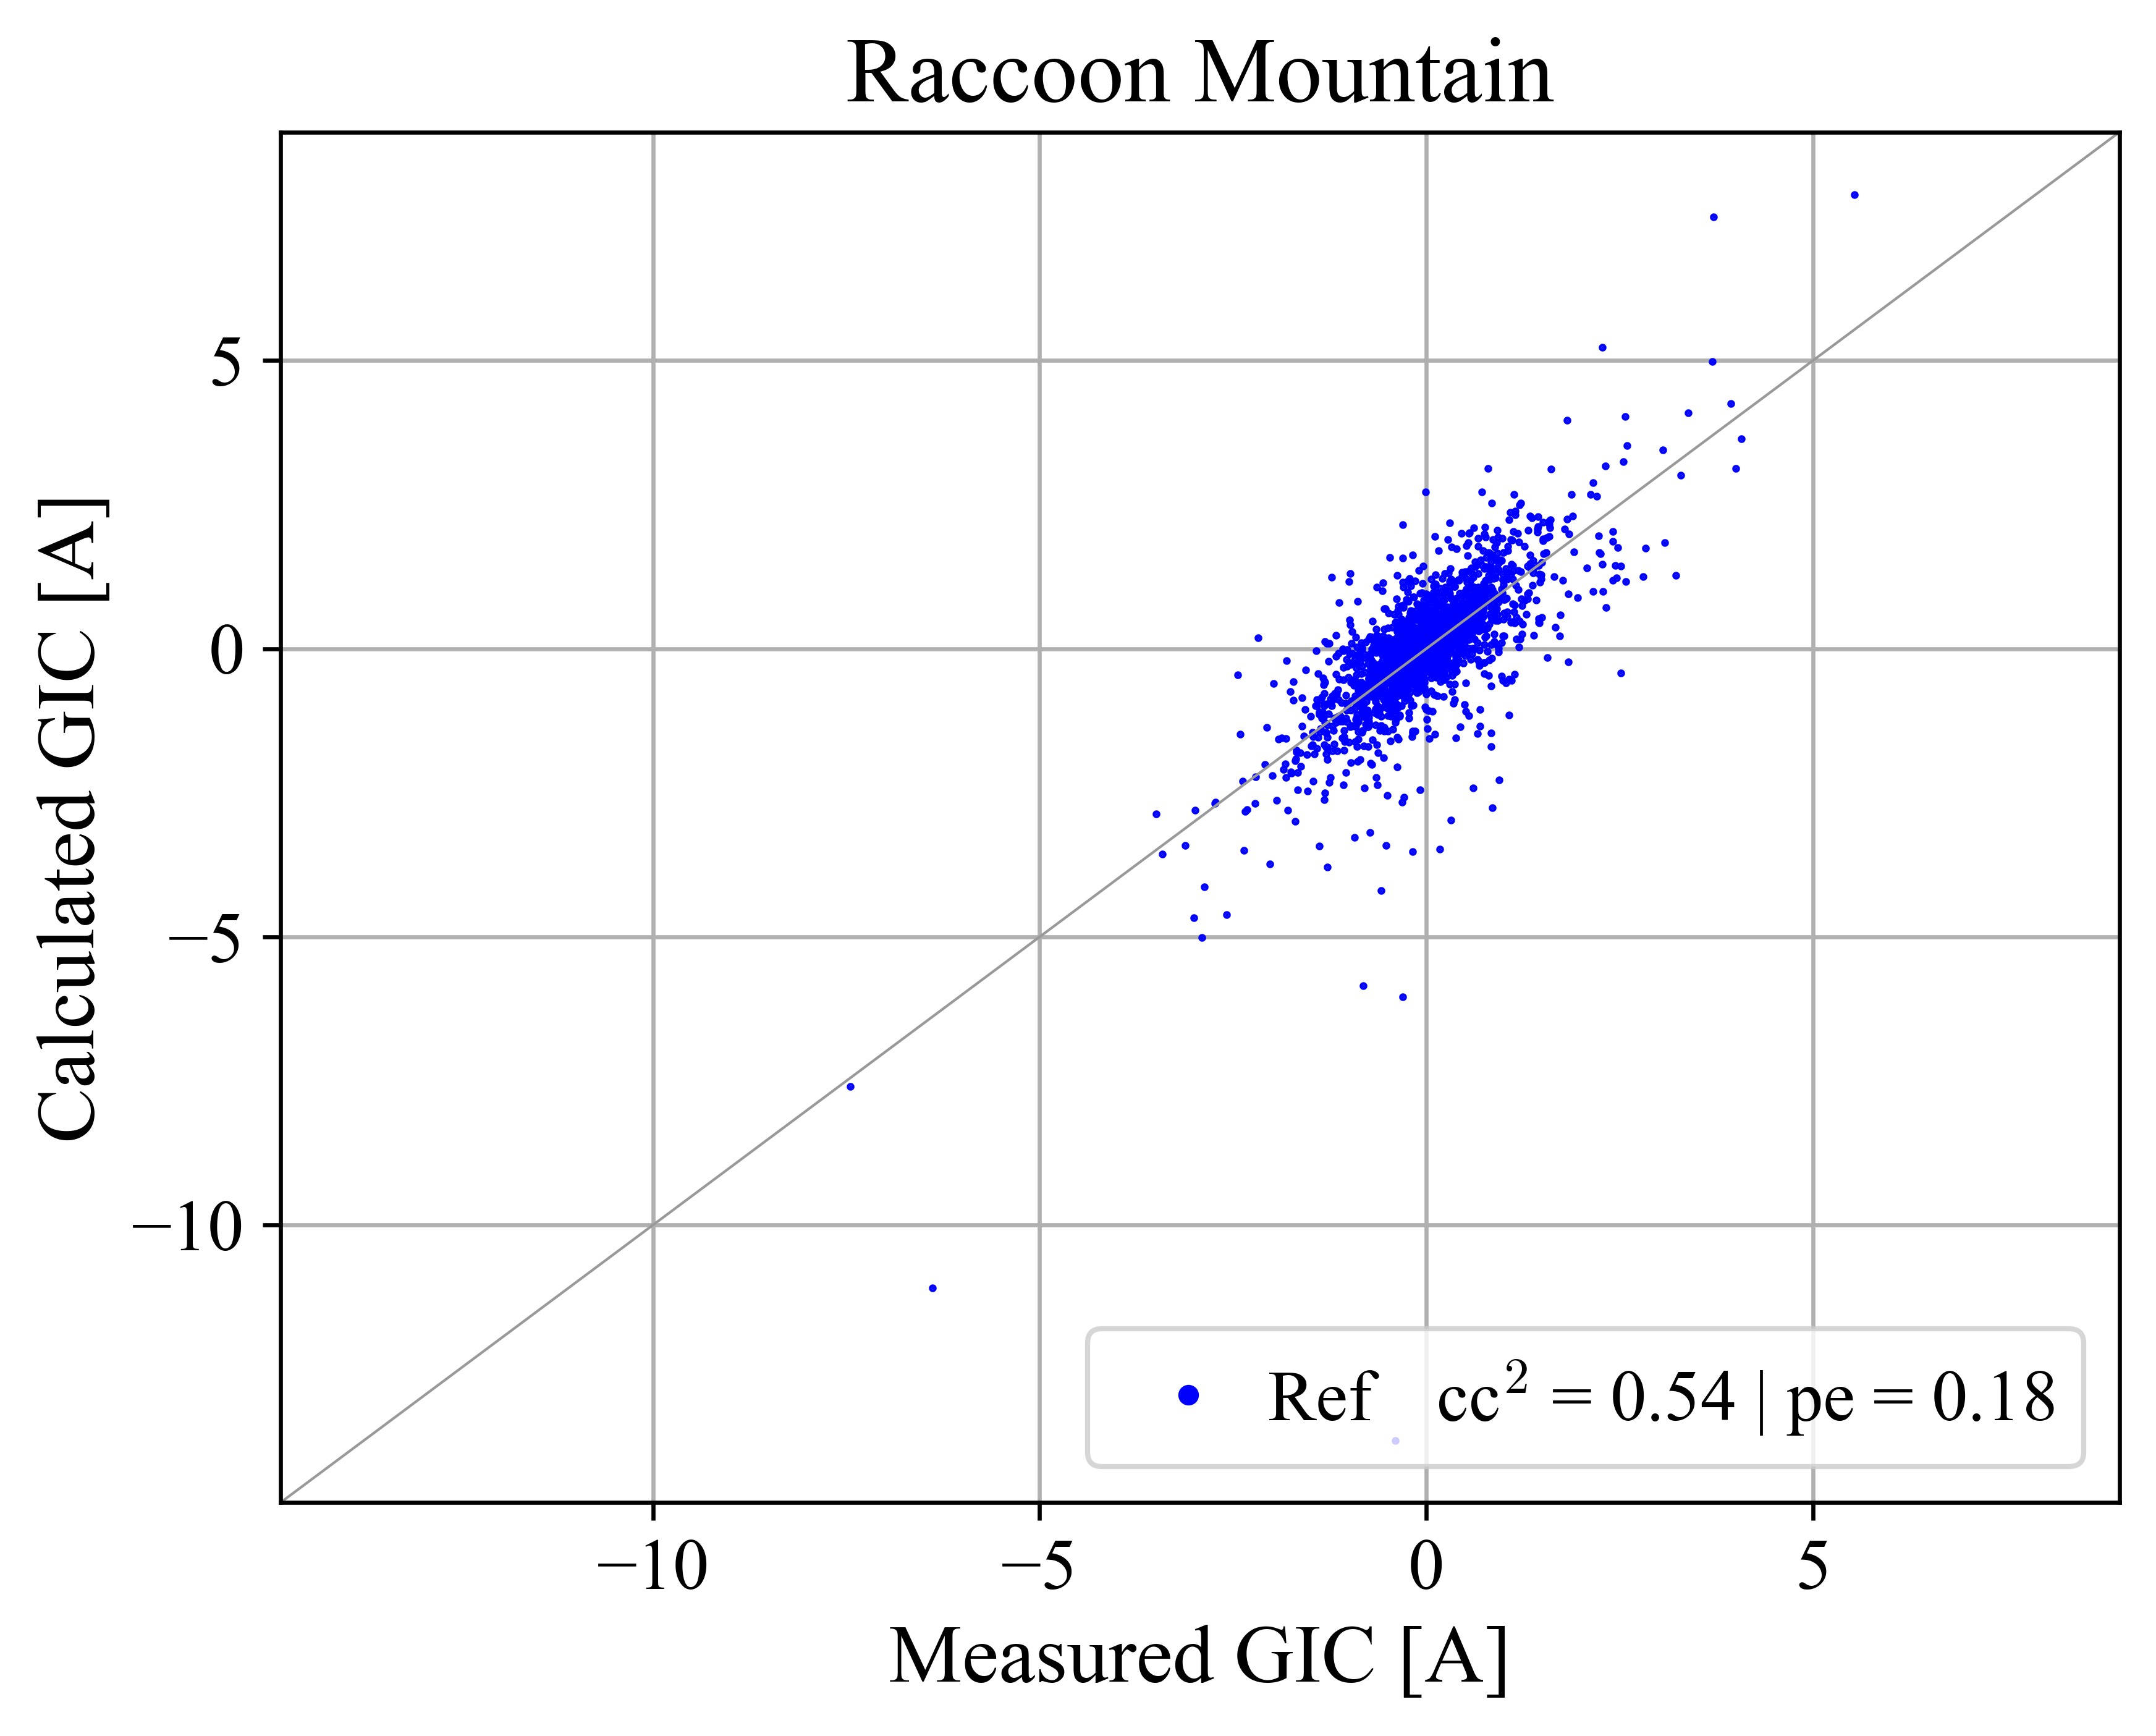 Raccoon Mountain
Calculated GIC [A]
5
0
−5
−10
Ref cc² = 0.54 | pe = 0.18
−10 −5 0 5
Measured GIC [A]